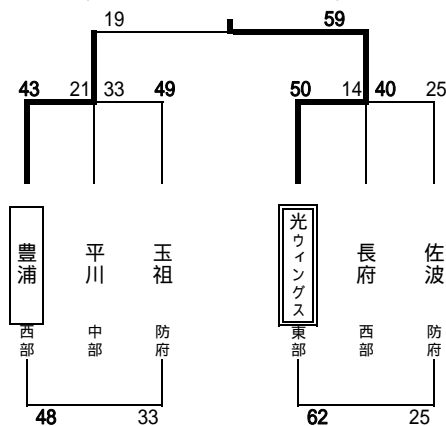 19 59
43 21 33 49 50 14 40 25
豊浦 平川 玉祖 光ウィングス 長府 佐波
西部 中部 防府 東部 西部 防府
48 33 62 25